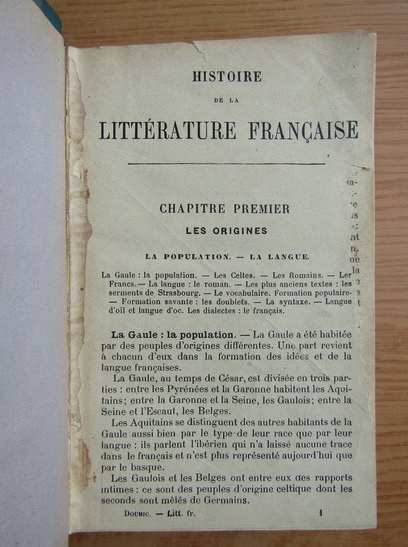 HISTOIRE
DE LA
LITTÉRATURE FRANÇAISE
CHAPITRE PREMIER
LES ORIGINES
LA POPULATION. — LA LANGUE.
La Gaule : la population. — Les Celtes. — Les Romains. — Les
Francs. — La langue : le roman. — Les plus anciens textes : les
serments de Strasbourg. — Le vocabulaire. Formation populaire.
— Formation savante : les doublets. — La syntaxe. — Langue
d'oïl et langue d'oc. Les dialectes : le français.
La Gaule : la population. — La Gaule a été habitée
par des peuples d'origines différentes. Une part revient
à chacun d'eux dans la formation des idées et de la
langue françaises.
La Gaule, au temps de César, est divisée en trois par-
ties : entre les Pyrénées et la Garonne habitent les Aqui-
tains; entre la Garonne et la Seine, les Gaulois; entre la
Seine et l'Escaut, les Belges.
Les Aquitains se distinguent des autres habitants de la
Gaule aussi bien par le type de leur race que par leur
langue : ils parlent l'ibérien qui n'a laissé aucune trace
dans le français et n'est plus représenté aujourd'hui que
par le basque.
Les Gaulois et les Belges ont entre eux des rapports
intimes : ce sont des peuples d'origine celtique dont les
seconds sont mêlés de Germains.
DOUMIC. — Litt. fr.
1